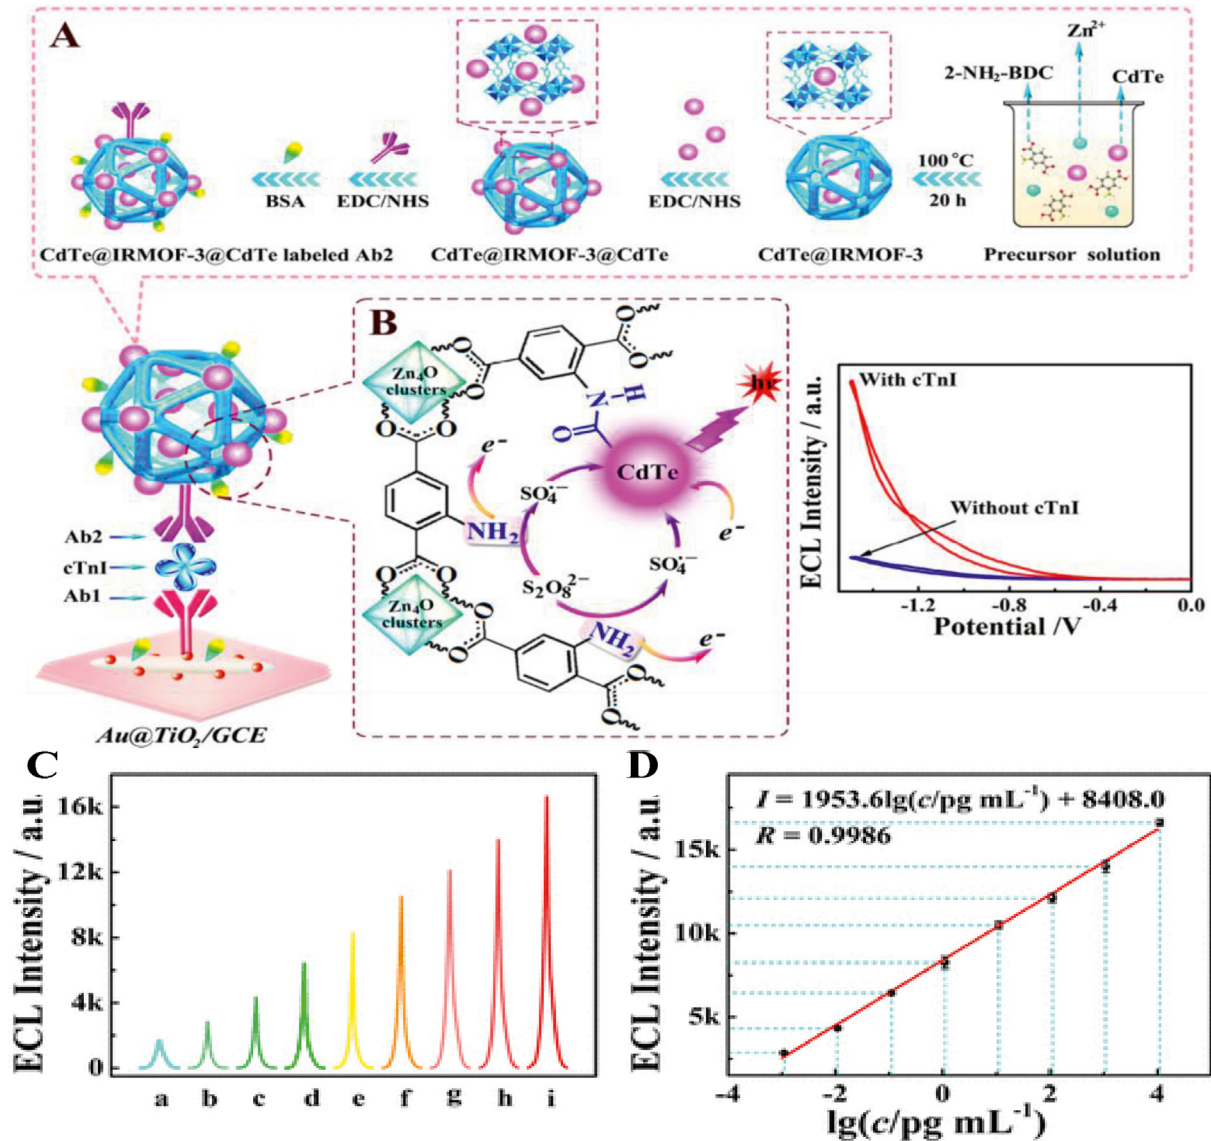 A
Zn2+
2-NH2-BDC
CdTe
100 °C
20 h
BSA
EDC/NHS
EDC/NHS
CdTe@IRMOF-3@CdTe labeled Ab2
CdTe@IRMOF-3@CdTe
CdTe@IRMOF-3
Precursor solution
B
Zn4O
clusters
O
O
O
O
O
O
O
O
N-H
O
CdTe
hν
e-
SO4·-
NH2
S2O8 2-
SO4·-
e-
Zn4O
clusters
O
O
O
O
NH2
e-
O
O
Ab2
cTnI
Ab1
Au@TiO2/GCE
ECL Intensity / a.u.
With cTnI
Without cTnI
-1.2
-0.8
-0.4
0.0
Potential /V
C
ECL Intensity / a.u.
16k
12k
8k
4k
0
a b c d e f g h i
D
ECL Intensity / a.u.
I = 1953.6lg(c/pg mL-1) + 8408.0
R = 0.9986
15k
10k
5k
-4 -2 0 2 4
lg(c/pg mL-1)